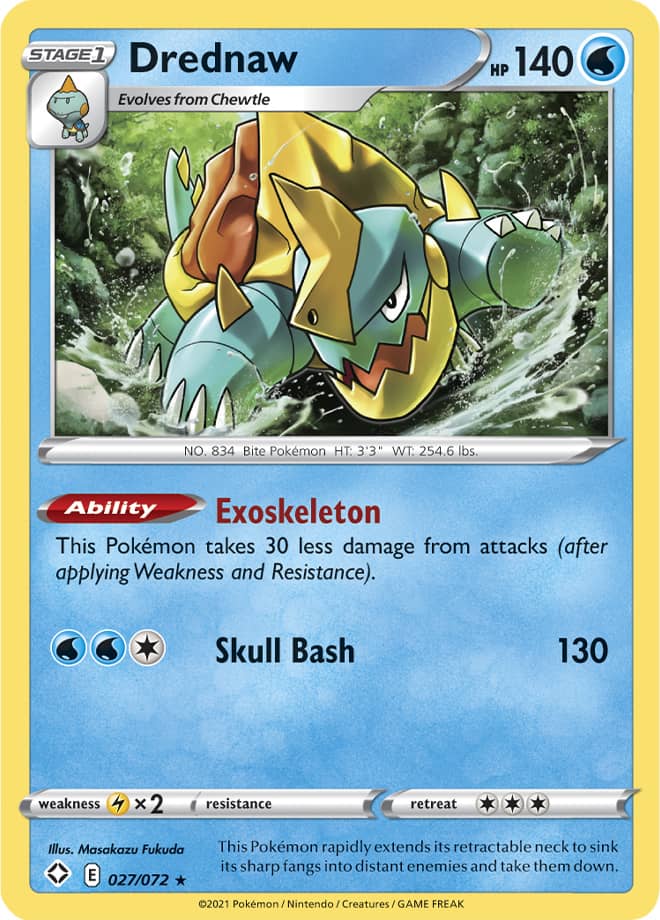 STAGE 1
Drednaw
HP 140
Evolves from Chewtle
NO. 834 Bite Pokémon HT: 3'3" WT: 254.6 lbs.
Ability Exoskeleton
This Pokémon takes 30 less damage from attacks (after
applying Weakness and Resistance).
Skull Bash 130
weakness ×2 resistance retreat
Illus. Masakazu Fukuda
This Pokémon rapidly extends its retractable neck to sink
its sharp fangs into distant enemies and take them down.
E 027/072 ★
©2021 Pokémon / Nintendo / Creatures / GAME FREAK